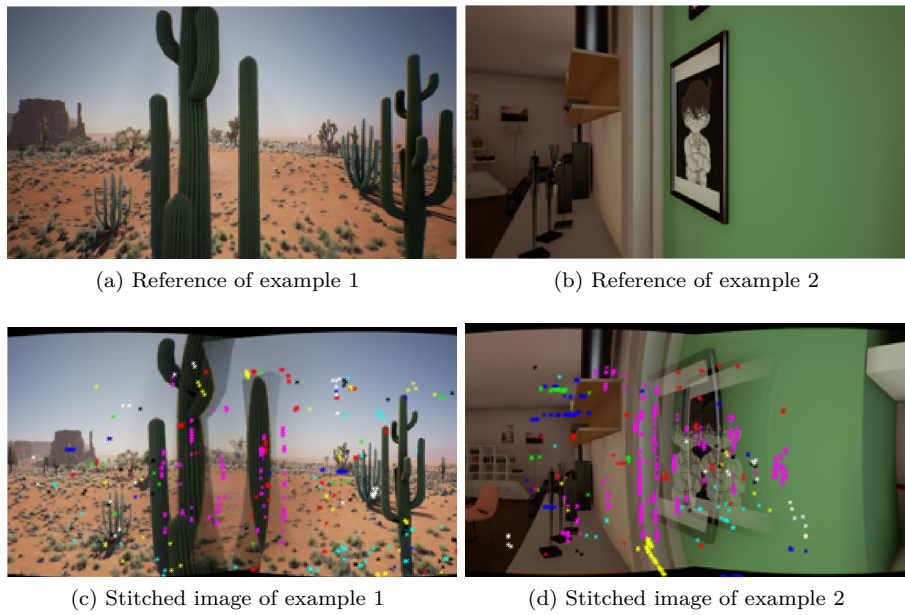 (a) Reference of example 1
(b) Reference of example 2
(c) Stitched image of example 1
(d) Stitched image of example 2